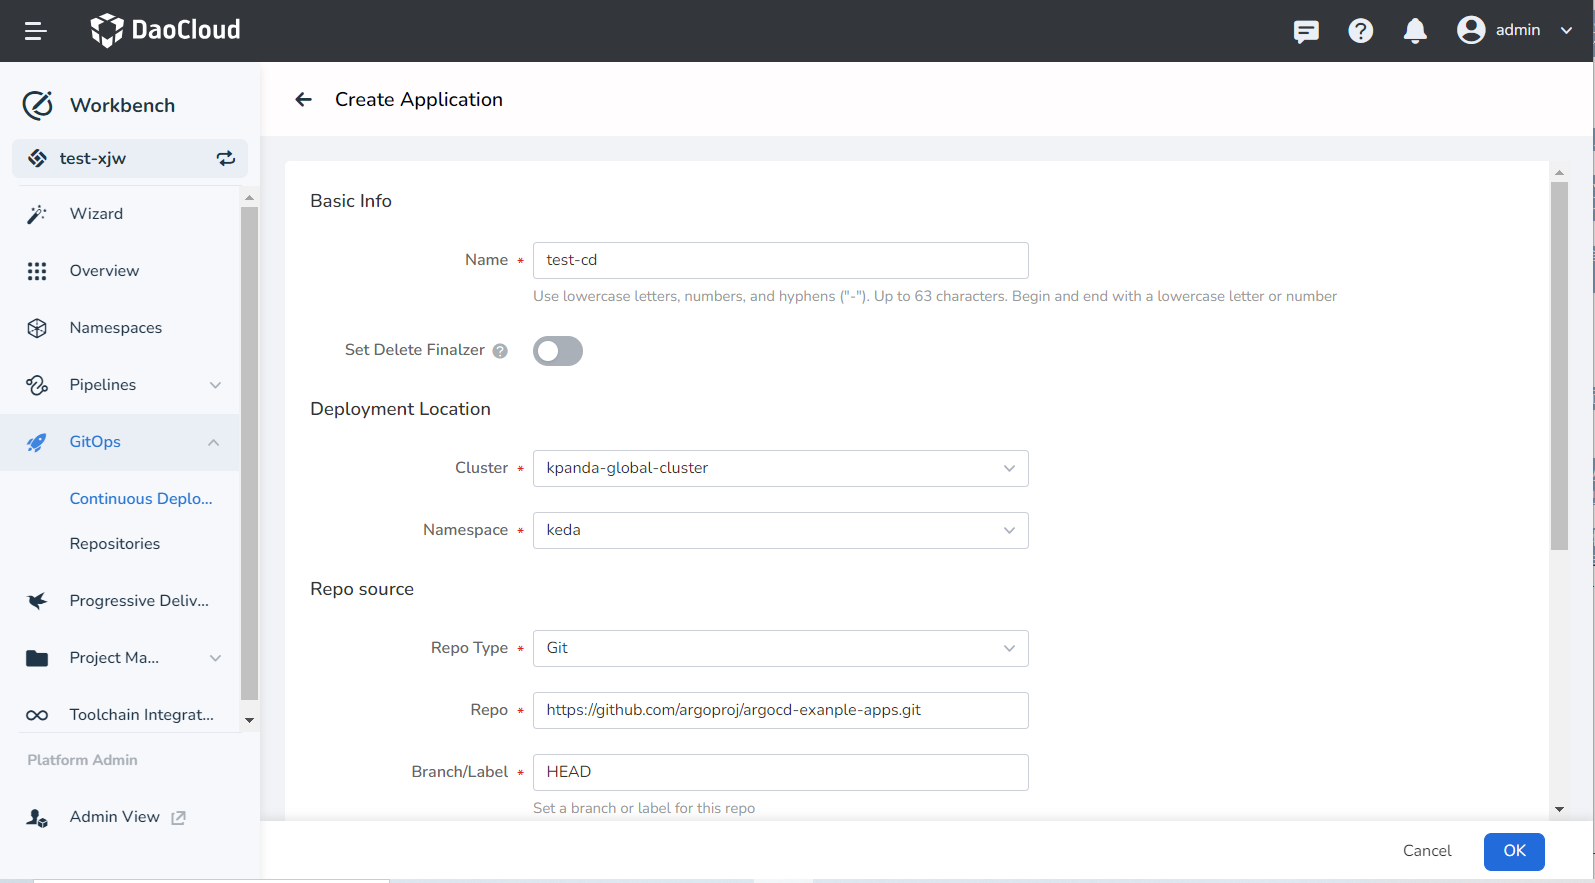 DaoCloud
admin
Workbench
test-xjw
Wizard
Overview
Namespaces
Pipelines
GitOps
Continuous Deplo...
Repositories
Progressive Deliv...
Project Ma...
Toolchain Integrat...
Platform Admin
Admin View
Create Application
Basic Info
Name * test-cd
Use lowercase letters, numbers, and hyphens ("-"). Up to 63 characters. Begin and end with a lowercase letter or number
Set Delete Finalzer ?
Deployment Location
Cluster * kpanda-global-cluster
Namespace * keda
Repo source
Repo Type * Git
Repo * https://github.com/argoproj/argocd-exanple-apps.git
Branch/Label * HEAD
Set a branch or label for this repo
Cancel OK